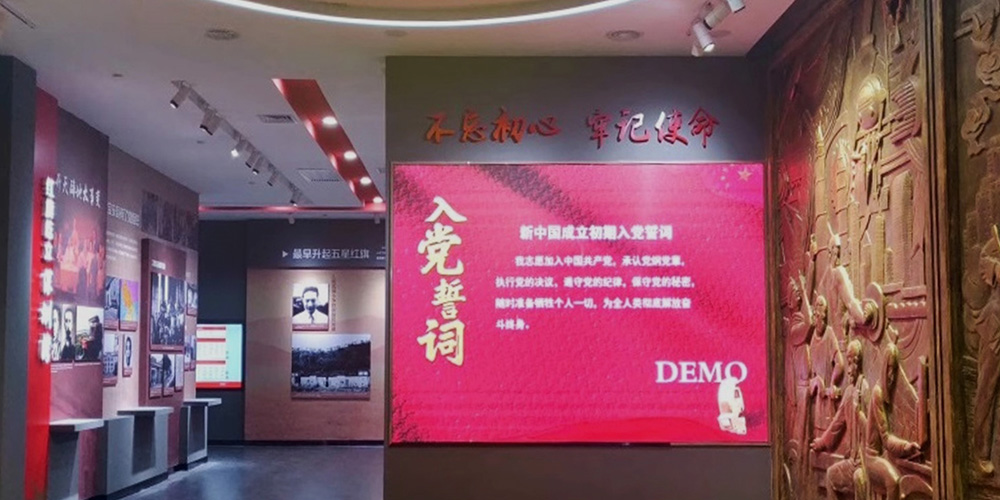 不忘初心 牢记使命
入党誓词
新中国成立初期入党誓词
我志愿加入中国共产党,承认党纲党章,
执行党的决议,遵守党的纪律,保守党的秘密,
随时准备牺牲个人一切,为全人类彻底解放奋
斗终身。
DEMO
最早升起五星红旗